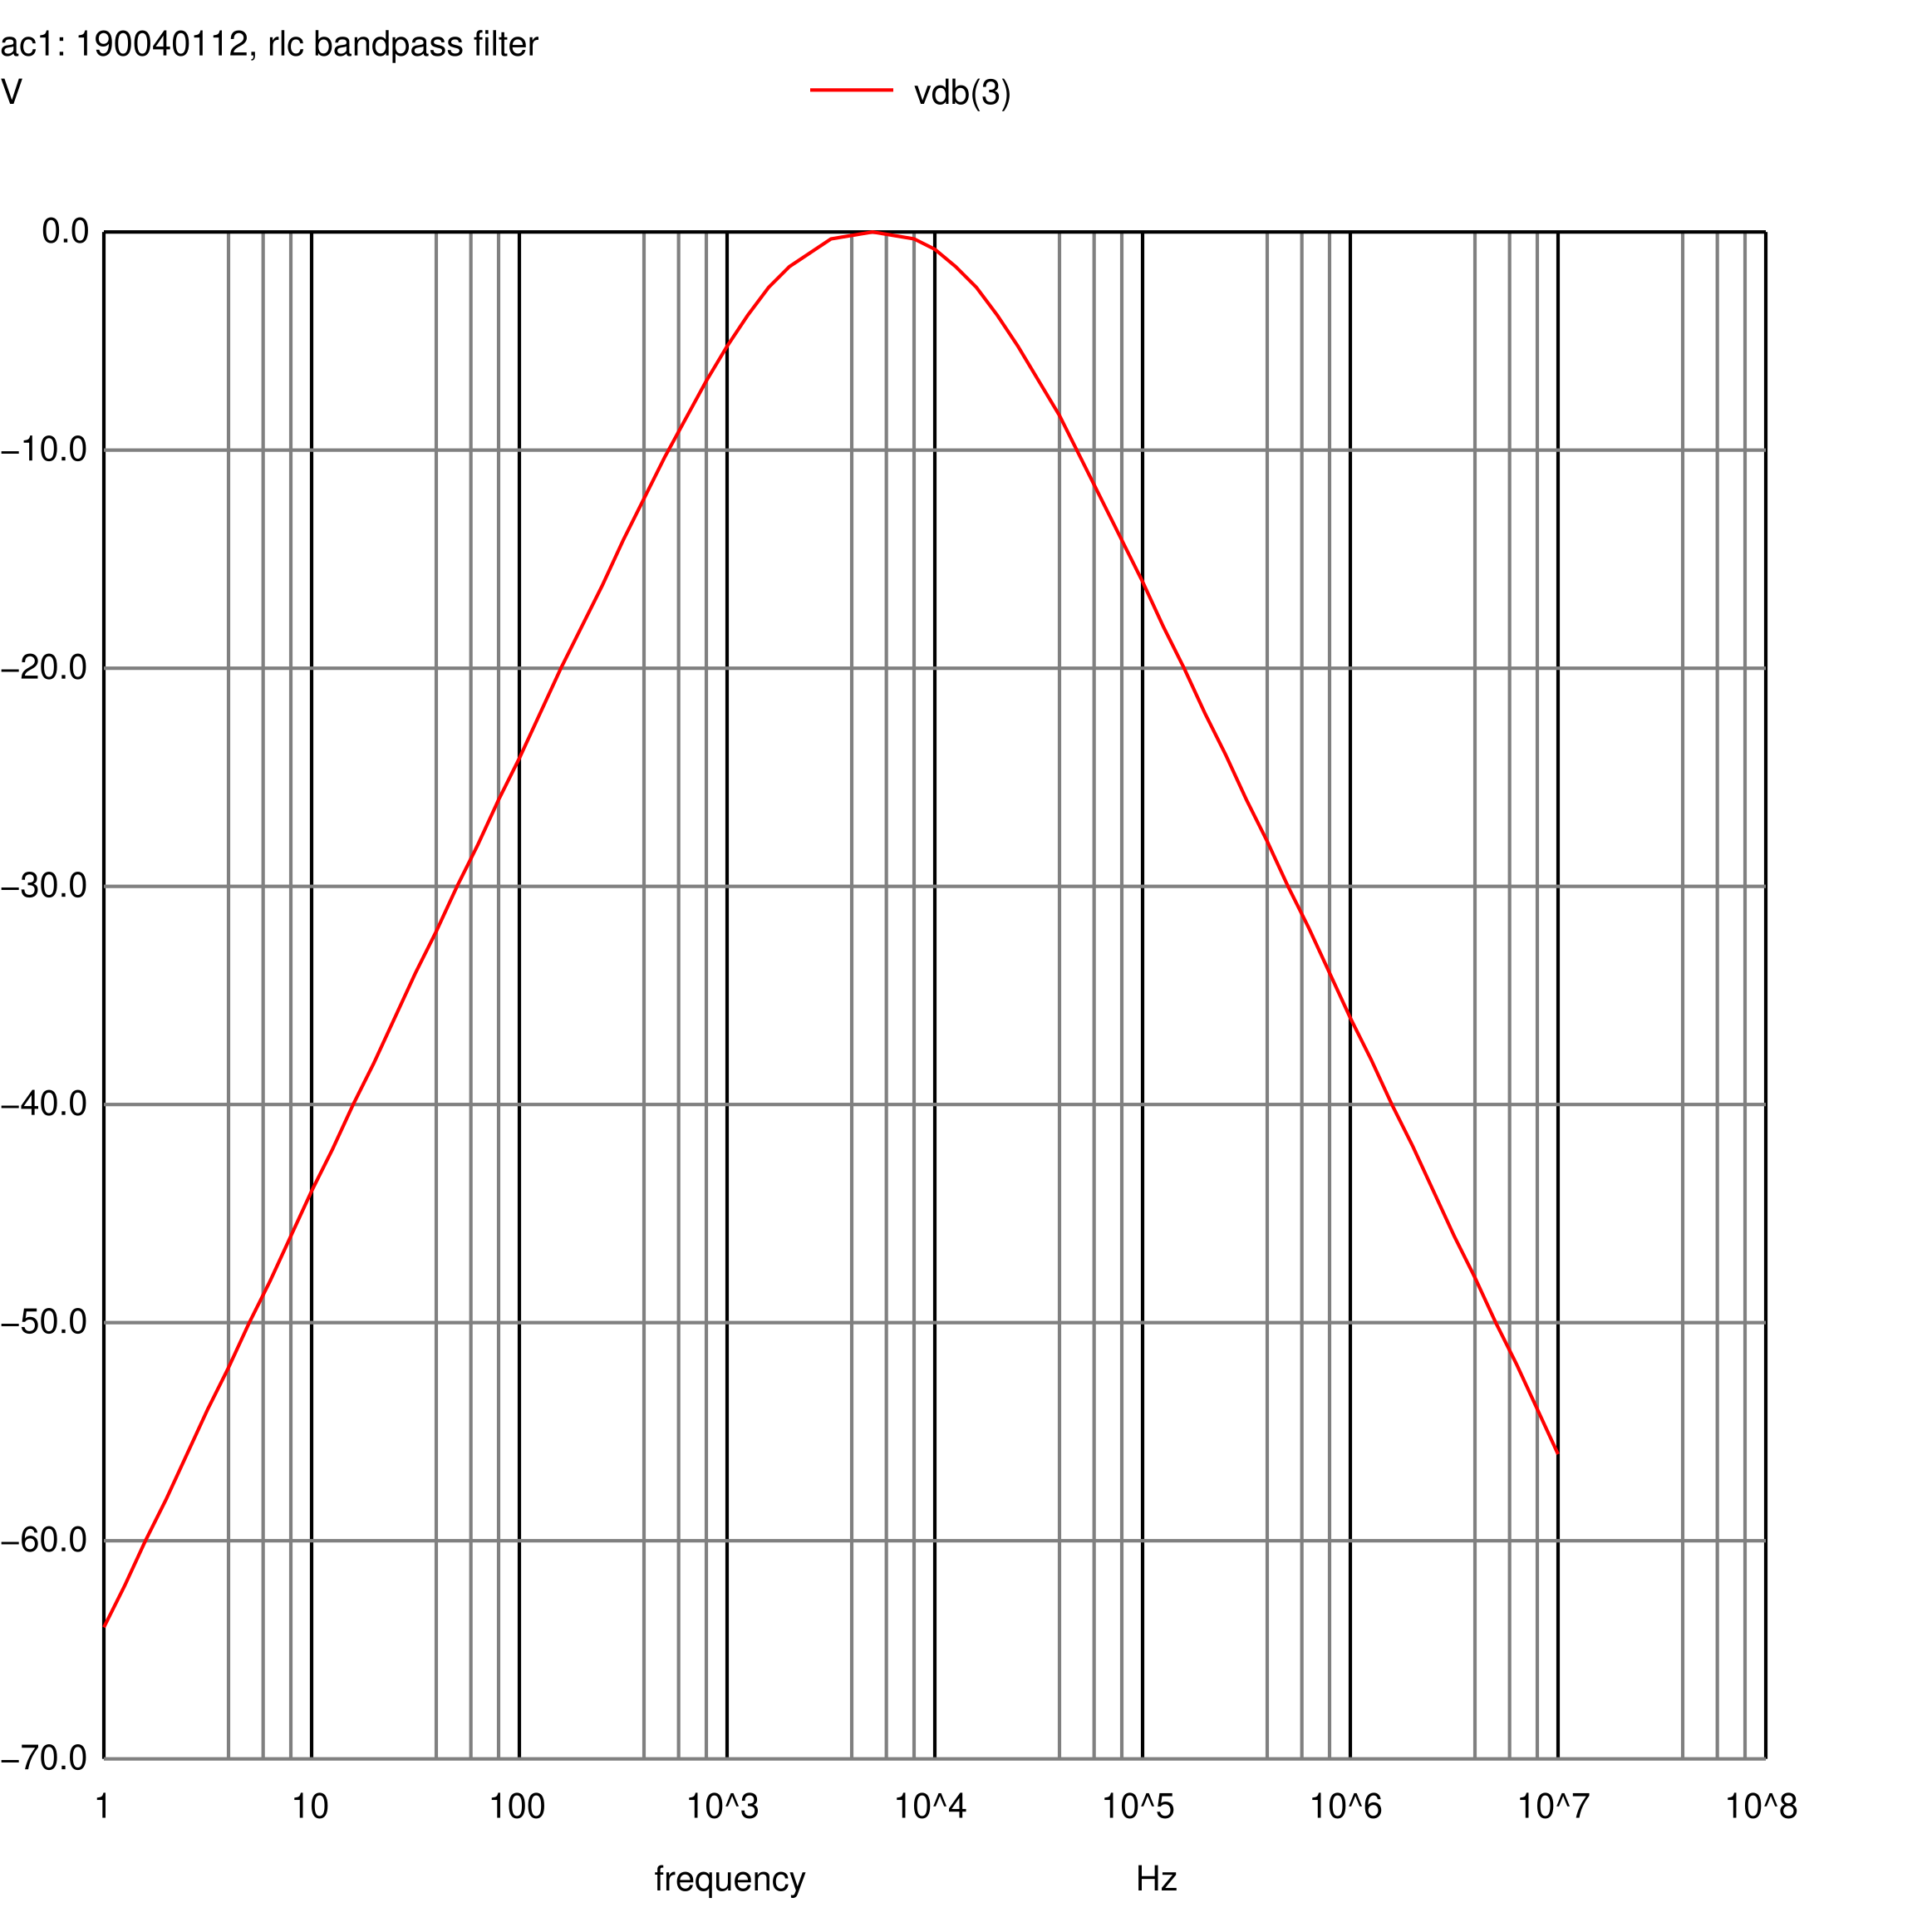 ac1: 190040112, rlc bandpass filter
V vdb(3)
0.0
−10.0
−20.0
−30.0
−40.0
−50.0
−60.0
−70.0
1 10 100 10^3 10^4 10^5 10^6 10^7 10^8
frequency Hz